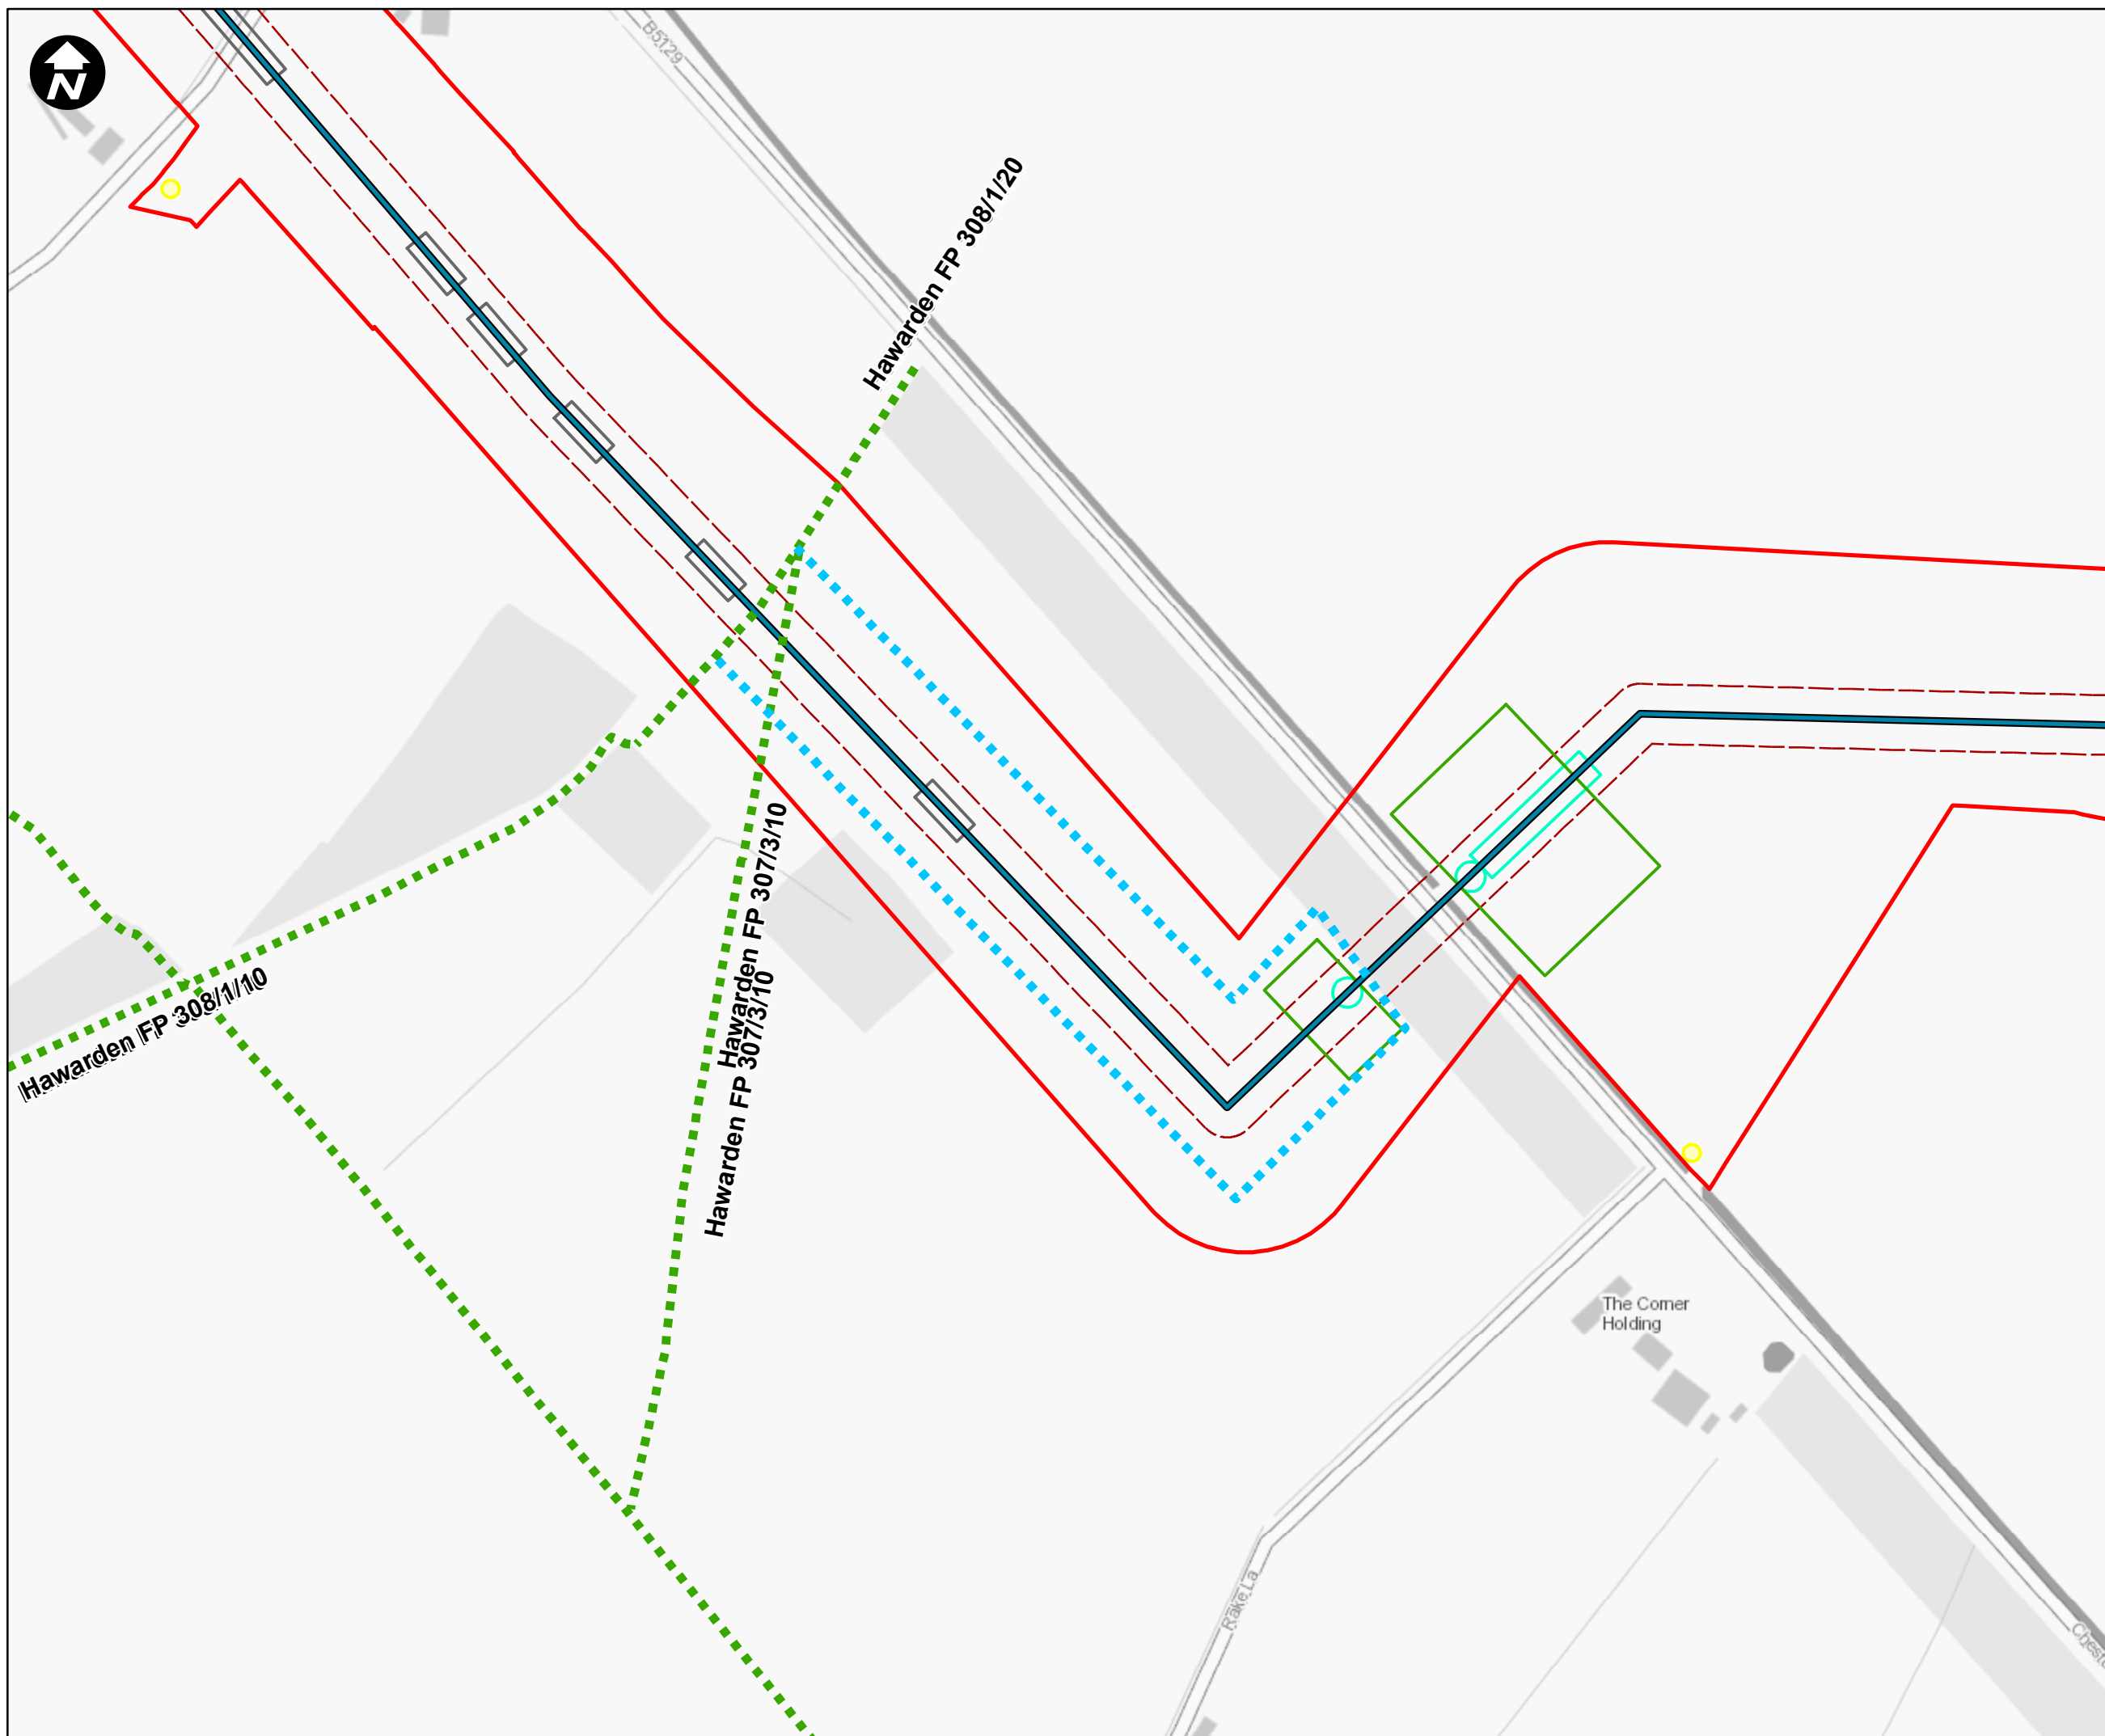 N
B5129
Hawarden FP 308/1/20
Hawarden FP 307/3/10
Hawarden FP 307/3/10
Hawarden FP 308/1/10
The Corner
Holding
Rake La